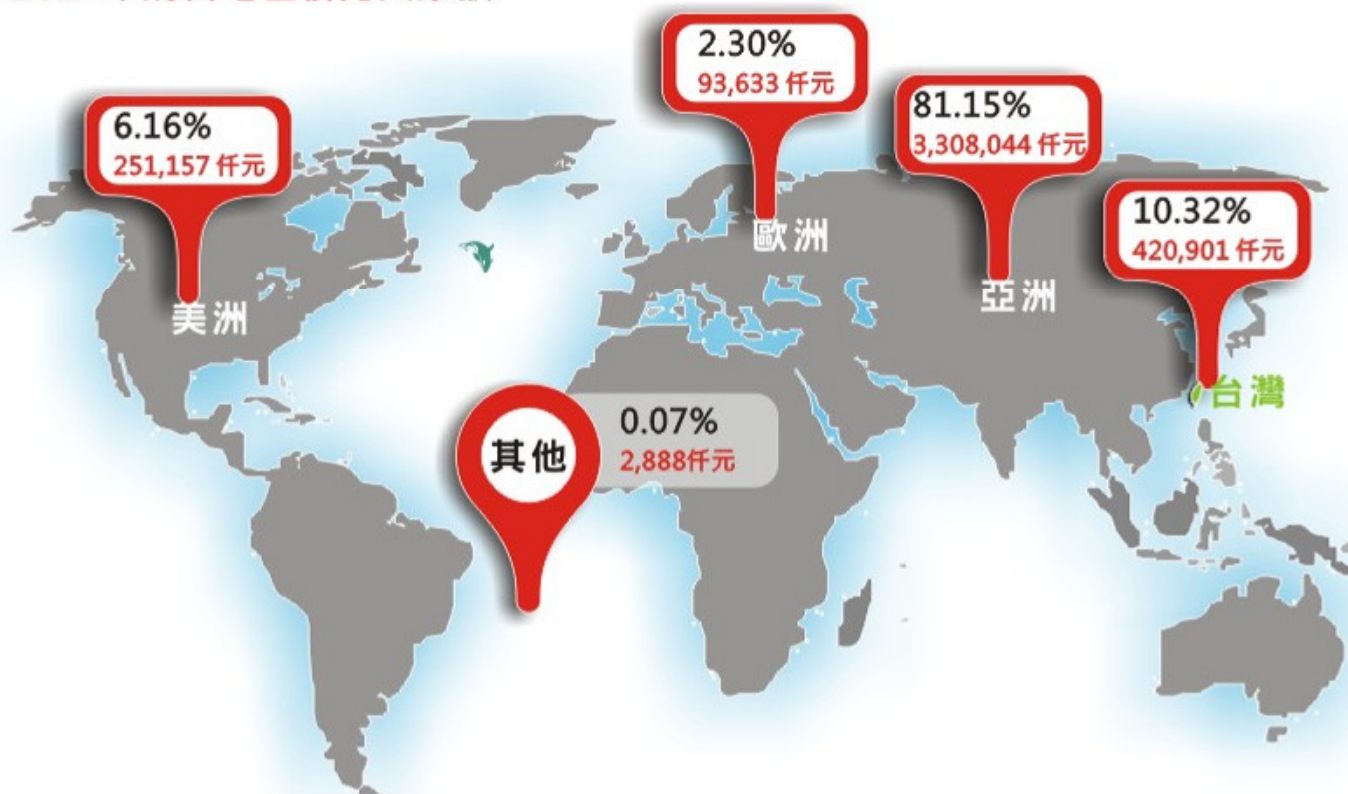 2.30%
93,633 仟元
歐洲
81.15%
3,308,044 仟元
亞洲
6.16%
251,157 仟元
美洲
10.32%
420,901 仟元
台灣
其他
0.07%
2,888仟元